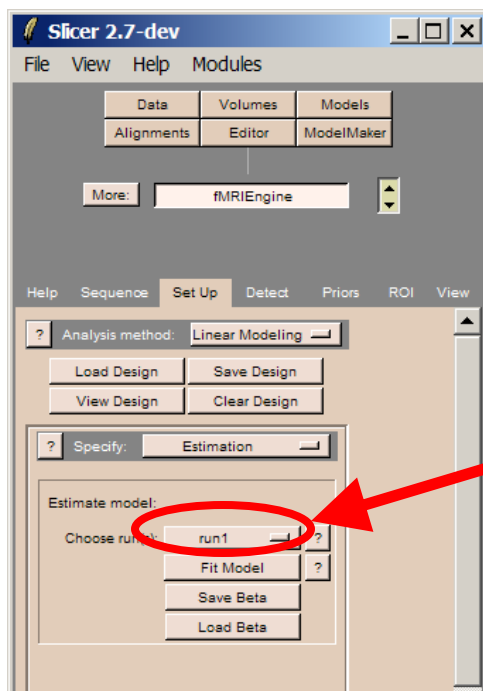 Slicer 2.7-dev
File View Help Modules
Data Volumes Models
Alignments Editor ModelMaker
More: fMRIEngine
Help Sequence Set Up Detect Priors ROI View
? Analysis method: Linear Modeling
Load Design Save Design
View Design Clear Design
? Specify: Estimation
Estimate model:
Choose run(s): run1 ?
Fit Model ?
Save Beta
Load Beta